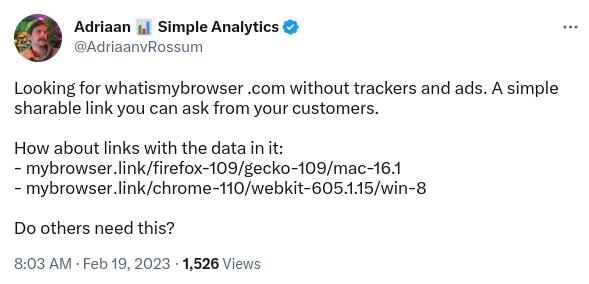 Adriaan 📊 Simple Analytics
@AdriaanvRossum
Looking for whatismybrowser .com without trackers and ads. A simple
sharable link you can ask from your customers.
How about links with the data in it:
- mybrowser.link/firefox-109/gecko-109/mac-16.1
- mybrowser.link/chrome-110/webkit-605.1.15/win-8
Do others need this?
8:03 AM · Feb 19, 2023 · 1,526 Views